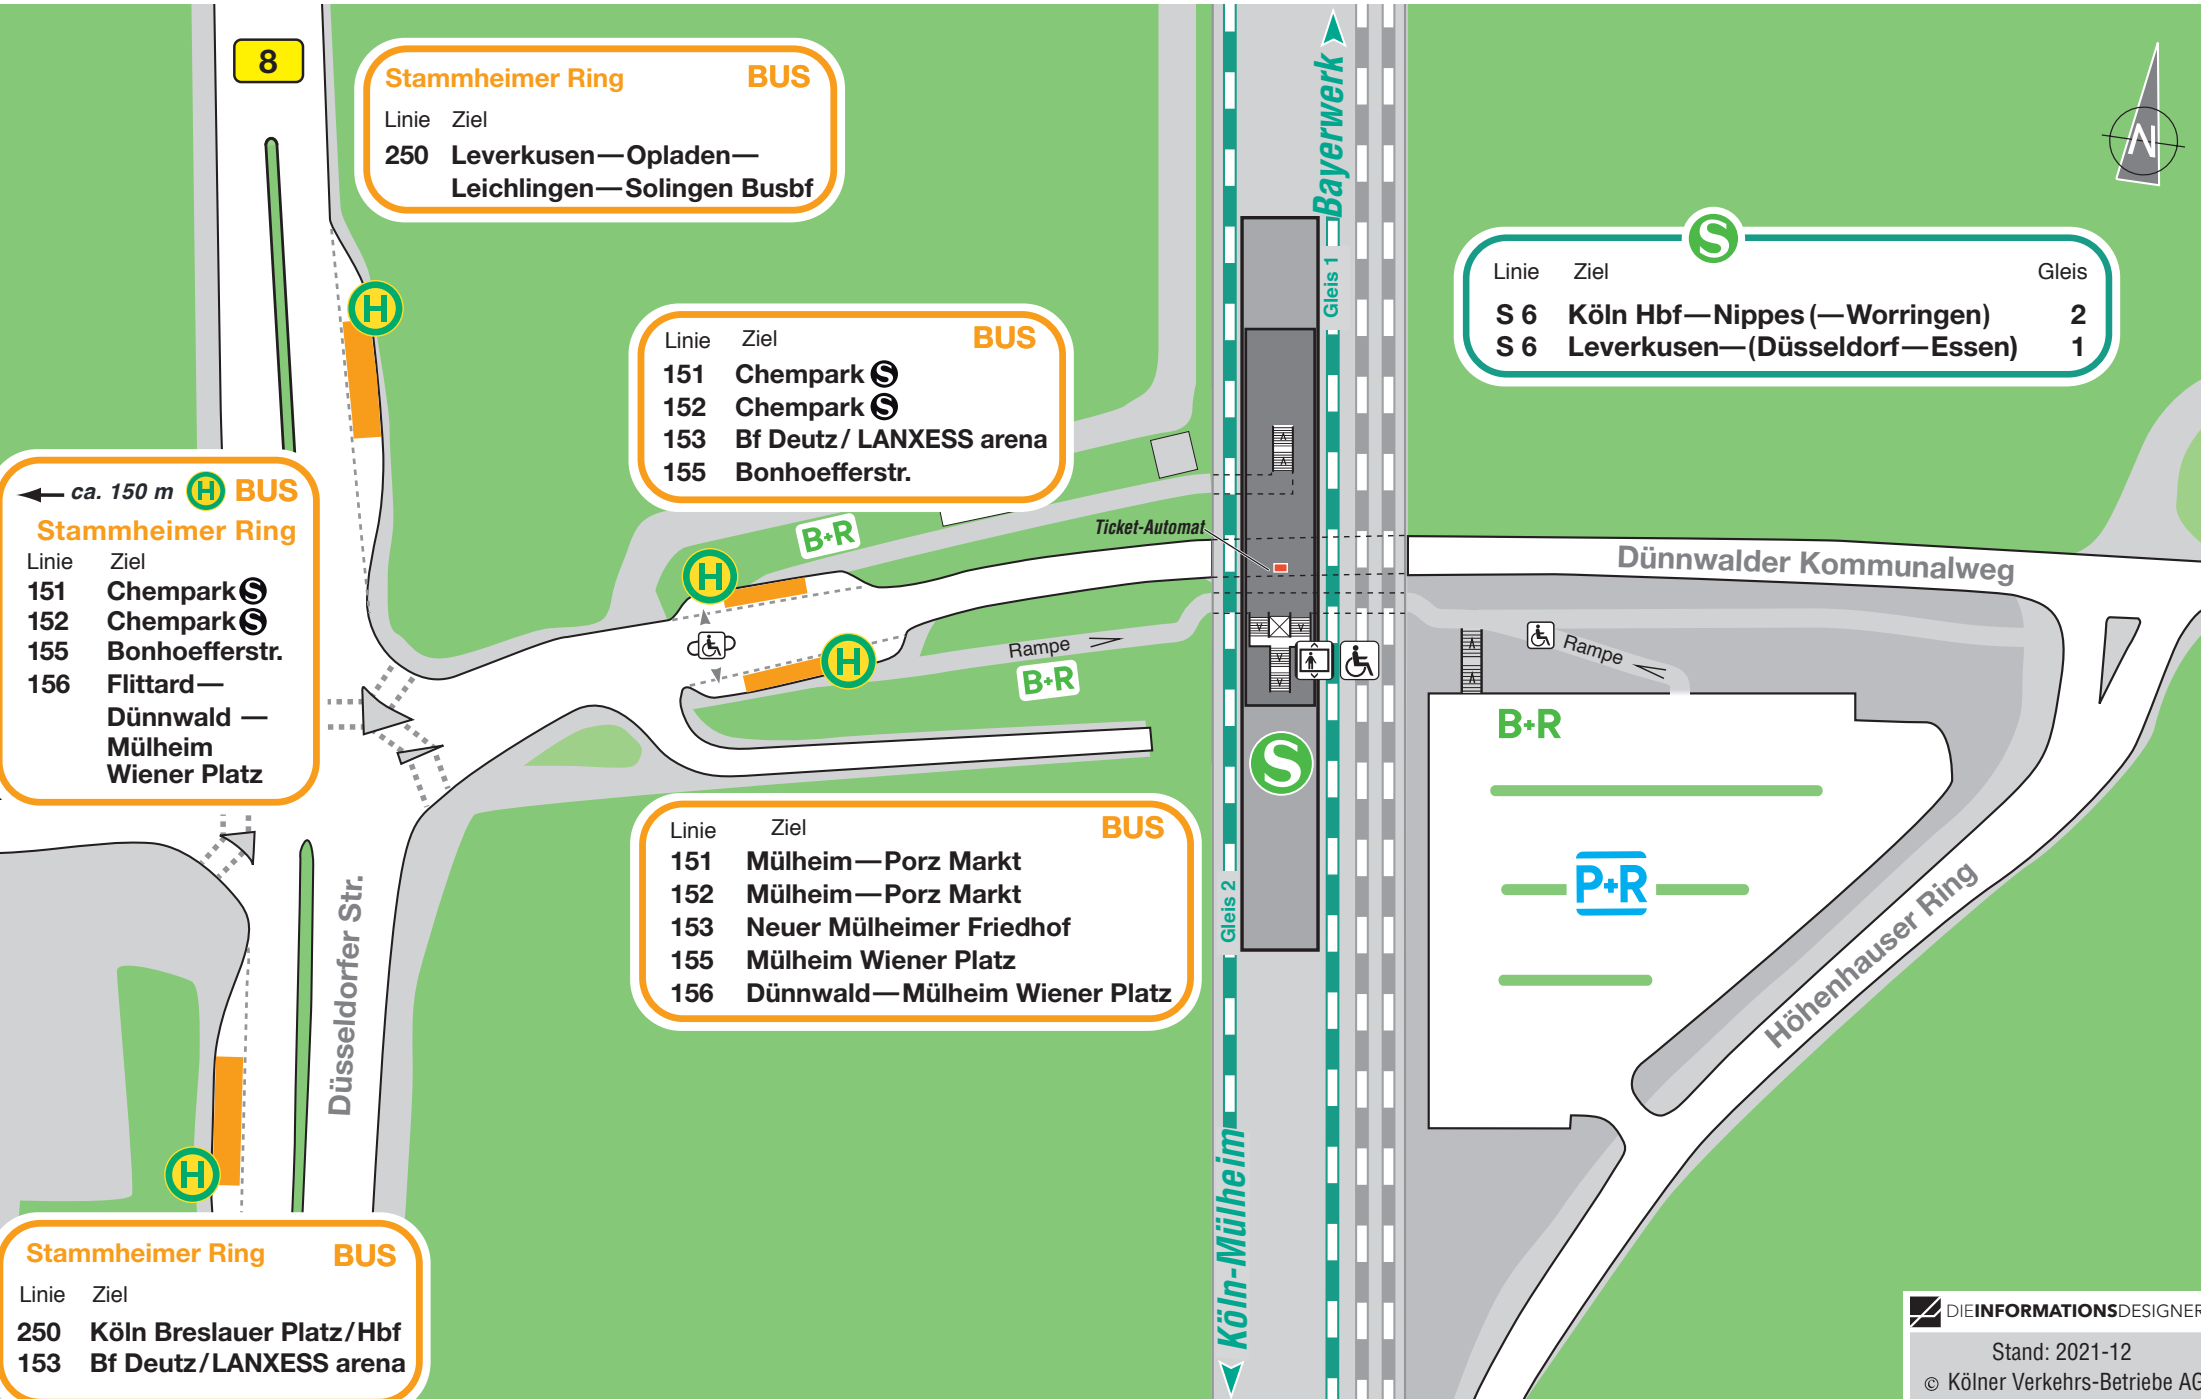 8
Stammheimer Ring BUS
Linie Ziel
250 Leverkusen—Opladen—
Leichlingen—Solingen Busbf
Bayerwerk
N
S
Linie Ziel Gleis
S 6 Köln Hbf—Nippes (—Worringen) 2
S 6 Leverkusen—(Düsseldorf—Essen) 1
Gleis 1
H
Linie Ziel BUS
151 Chempark S
152 Chempark S
153 Bf Deutz / LANXESS arena
155 Bonhoefferstr.
ca. 150 m H BUS
Stammheimer Ring
Linie Ziel
151 Chempark S
152 Chempark S
155 Bonhoefferstr.
156 Flittard—
Dünnwald —
Mülheim
Wiener Platz
B+R
Ticket-Automat
Dünnwalder Kommunalweg
H
H
Rampe
B+R
Rampe
B+R
S
P+R
Höhenhauser Ring
Linie Ziel BUS
151 Mülheim—Porz Markt
152 Mülheim—Porz Markt
153 Neuer Mülheimer Friedhof
155 Mülheim Wiener Platz
156 Dünnwald—Mülheim Wiener Platz
Gleis 2
Düsseldorfer Str.
H
Köln-Mülheim
Stammheimer Ring BUS
Linie Ziel
250 Köln Breslauer Platz/Hbf
153 Bf Deutz/LANXESS arena
DIEINFORMATIONSDESIGNER
Stand: 2021-12
© Kölner Verkehrs-Betriebe AG